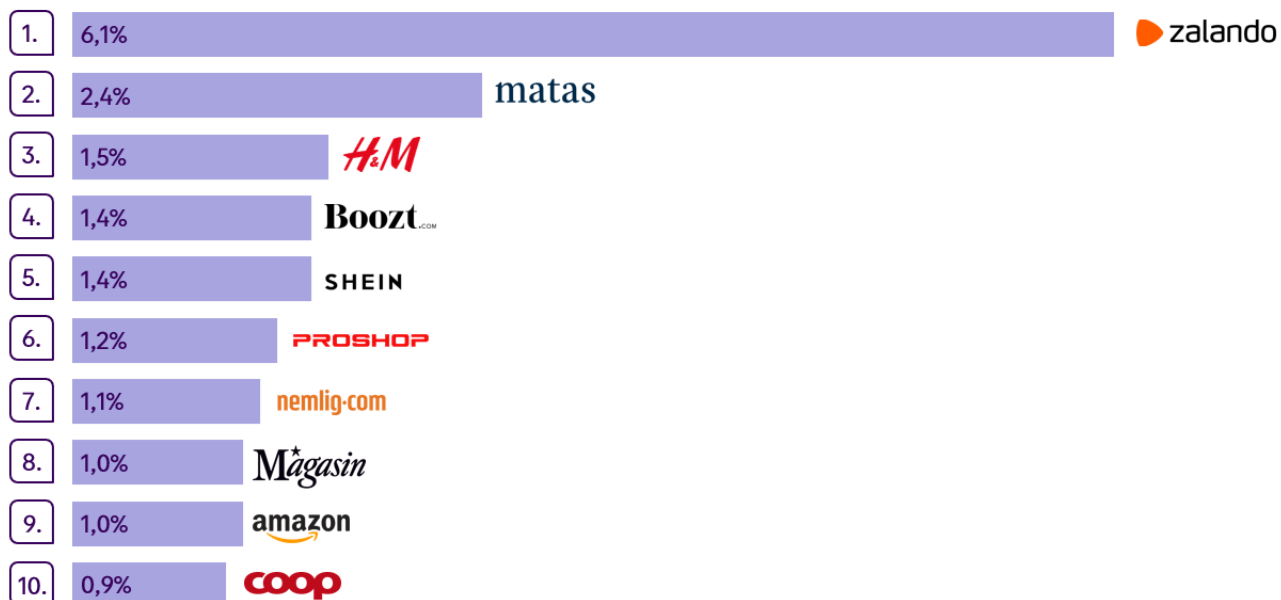 1. 6,1% zalando
2. 2,4% matas
3. 1,5% H&M
4. 1,4% Boozt.COM
5. 1,4% SHEIN
6. 1,2% PROSHOP
7. 1,1% nemlig·com
8. 1,0% Magasin
9. 1,0% amazon
10. 0,9% coop